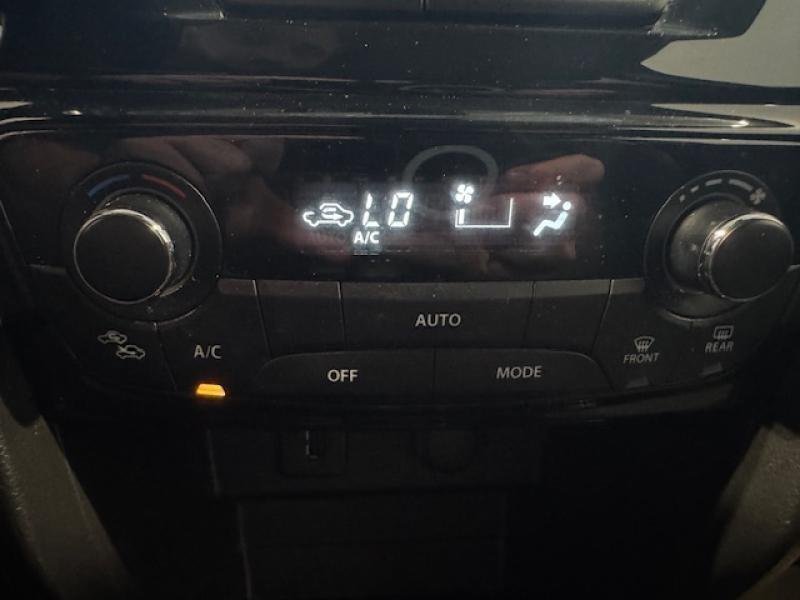 LO
A/C
AUTO
A/C
OFF
MODE
FRONT
REAR